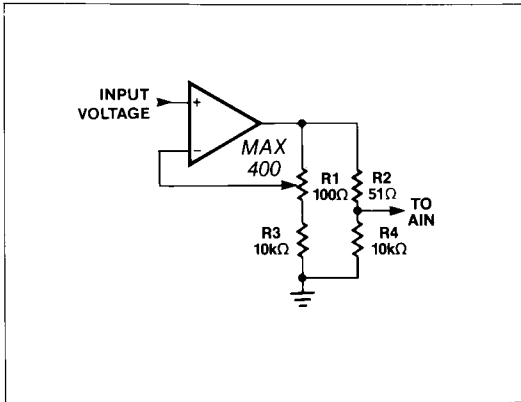 INPUT
VOLTAGE
+
−
MAX
400
R1
100Ω
R2
51Ω
TO
AIN
R3
10kΩ
R4
10kΩ